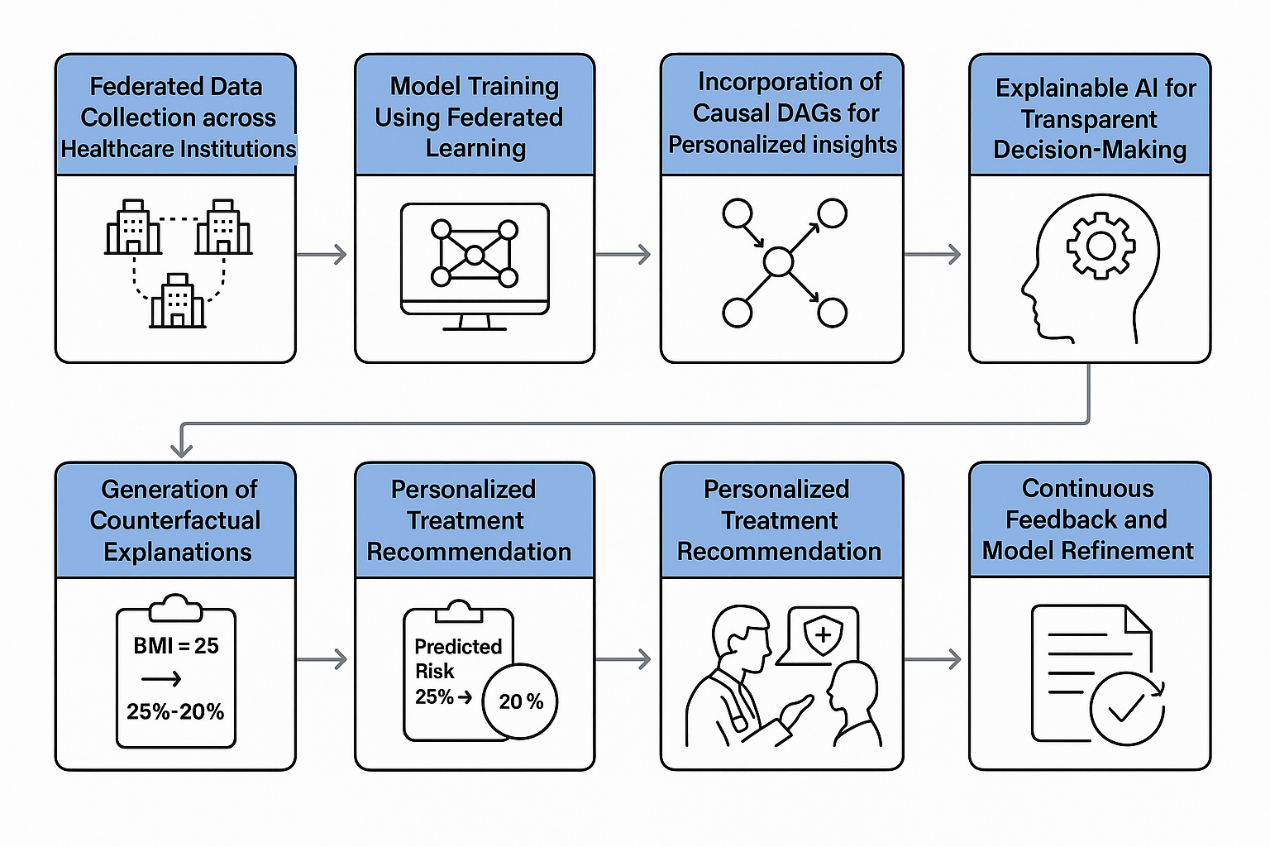 Federated Data
Collection across
Healthcare Institutions
Model Training
Using Federated
Learning
Incorporation of
Causal DAGs for
Personalized insights
Explainable AI for
Transparent
Decision-Making
Generation of
Counterfactual
Explanations
BMI = 25
→
25%-20%
Personalized
Treatment
Recommendation
Predicted
Risk
25% →
20 %
Personalized
Treatment
Recommendation
Continuous
Feedback and
Model Refinement